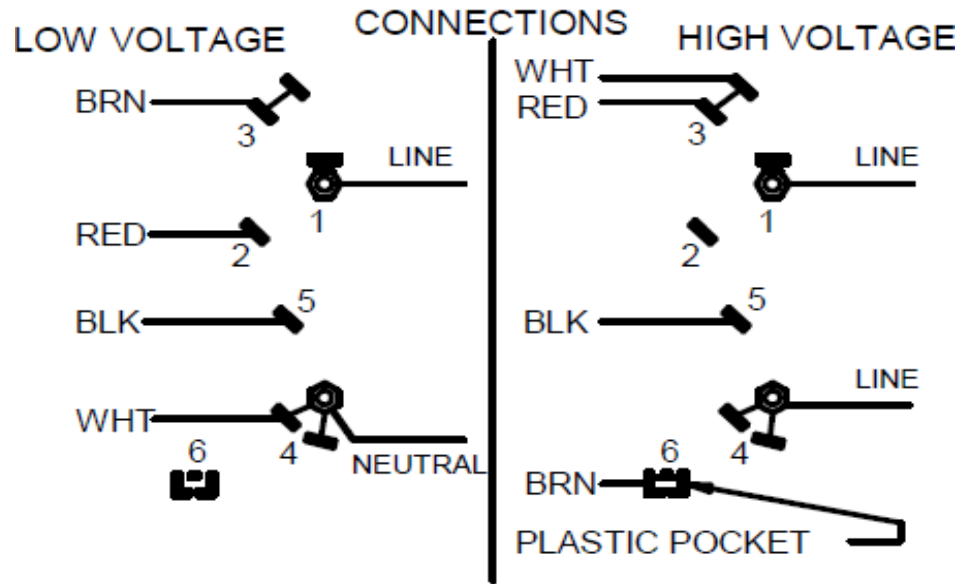 CONNECTIONS
LOW VOLTAGE
BRN
3
LINE
1
RED
2
5
BLK
WHT
4
6
NEUTRAL
HIGH VOLTAGE
WHT
RED
3
LINE
1
2
5
BLK
LINE
4
6
BRN
PLASTIC POCKET